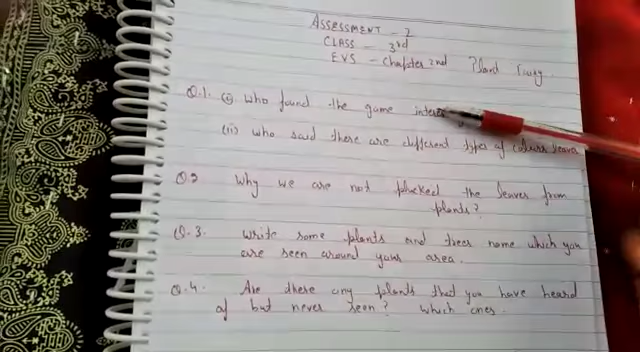 ASSESSMENT - 2
CLASS - 3rd
EVS - Chapter 2nd Plant
Q.1. (i) Who found the game
(ii) Who said there are different types of colours leaves
Q.2 Why we are not plucked the leaves from
plants?
Q.3. Write some plants and trees name which you
are seen around your area.
Q.4. Are there any plants that you have heard
of but never seen? Which ones.